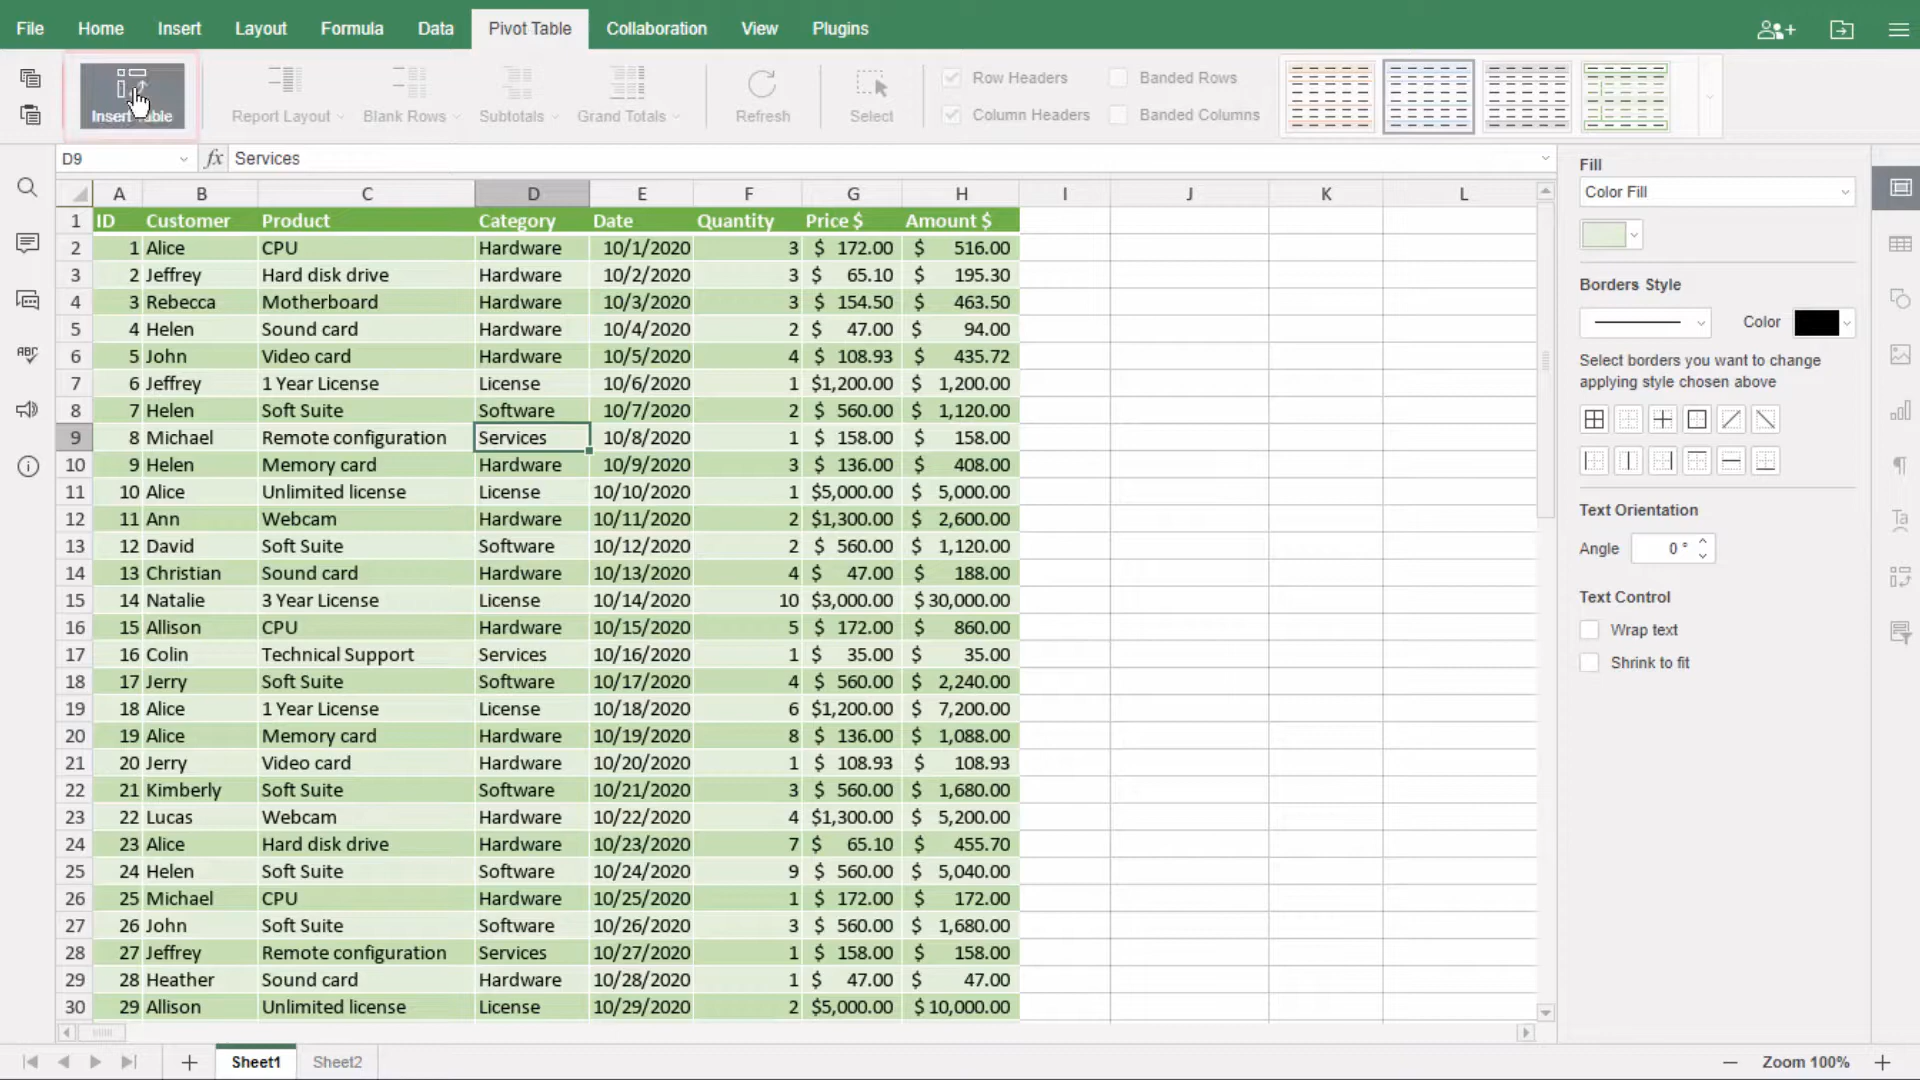 File Home Insert Layout Formula Data Pivot Table Collaboration View Plugins
Insert Table Report Layout Blank Rows Subtotals Grand Totals Refresh Select Row Headers Banded Rows
Column Headers Banded Columns
D9 fx Services
A B C D E F G H I J K L
1 ID Customer Product Category Date Quantity Price $ Amount $
2 1 Alice CPU Hardware 10/1/2020 3 $ 172.00 $ 516.00
3 2 Jeffrey Hard disk drive Hardware 10/2/2020 3 $ 65.10 $ 195.30
4 3 Rebecca Motherboard Hardware 10/3/2020 3 $ 154.50 $ 463.50
5 4 Helen Sound card Hardware 10/4/2020 2 $ 47.00 $ 94.00
6 5 John Video card Hardware 10/5/2020 4 $ 108.93 $ 435.72
7 6 Jeffrey 1 Year License License 10/6/2020 1 $1,200.00 $ 1,200.00
8 7 Helen Soft Suite Software 10/7/2020 2 $ 560.00 $ 1,120.00
9 8 Michael Remote configuration Services 10/8/2020 1 $ 158.00 $ 158.00
10 9 Helen Memory card Hardware 10/9/2020 3 $ 136.00 $ 408.00
11 10 Alice Unlimited license License 10/10/2020 1 $5,000.00 $ 5,000.00
12 11 Ann Webcam Hardware 10/11/2020 2 $1,300.00 $ 2,600.00
13 12 David Soft Suite Software 10/12/2020 2 $ 560.00 $ 1,120.00
14 13 Christian Sound card Hardware 10/13/2020 4 $ 47.00 $ 188.00
15 14 Natalie 3 Year License License 10/14/2020 10 $3,000.00 $ 30,000.00
16 15 Allison CPU Hardware 10/15/2020 5 $ 172.00 $ 860.00
17 16 Colin Technical Support Services 10/16/2020 1 $ 35.00 $ 35.00
18 17 Jerry Soft Suite Software 10/17/2020 4 $ 560.00 $ 2,240.00
19 18 Alice 1 Year License License 10/18/2020 6 $1,200.00 $ 7,200.00
20 19 Alice Memory card Hardware 10/19/2020 8 $ 136.00 $ 1,088.00
21 20 Jerry Video card Hardware 10/20/2020 1 $ 108.93 $ 108.93
22 21 Kimberly Soft Suite Software 10/21/2020 3 $ 560.00 $ 1,680.00
23 22 Lucas Webcam Hardware 10/22/2020 4 $1,300.00 $ 5,200.00
24 23 Alice Hard disk drive Hardware 10/23/2020 7 $ 65.10 $ 455.70
25 24 Helen Soft Suite Software 10/24/2020 9 $ 560.00 $ 5,040.00
26 25 Michael CPU Hardware 10/25/2020 1 $ 172.00 $ 172.00
27 26 John Soft Suite Software 10/26/2020 3 $ 560.00 $ 1,680.00
28 27 Jeffrey Remote configuration Services 10/27/2020 1 $ 158.00 $ 158.00
29 28 Heather Sound card Hardware 10/28/2020 1 $ 47.00 $ 47.00
30 29 Allison Unlimited license License 10/29/2020 2 $5,000.00 $ 10,000.00
Fill
Color Fill
Borders Style
Color
Select borders you want to change
applying style chosen above
Text Orientation
Angle 0 °
Text Control
Wrap text
Shrink to fit
ABC
Ta
Sheet1 Sheet2 Zoom 100%